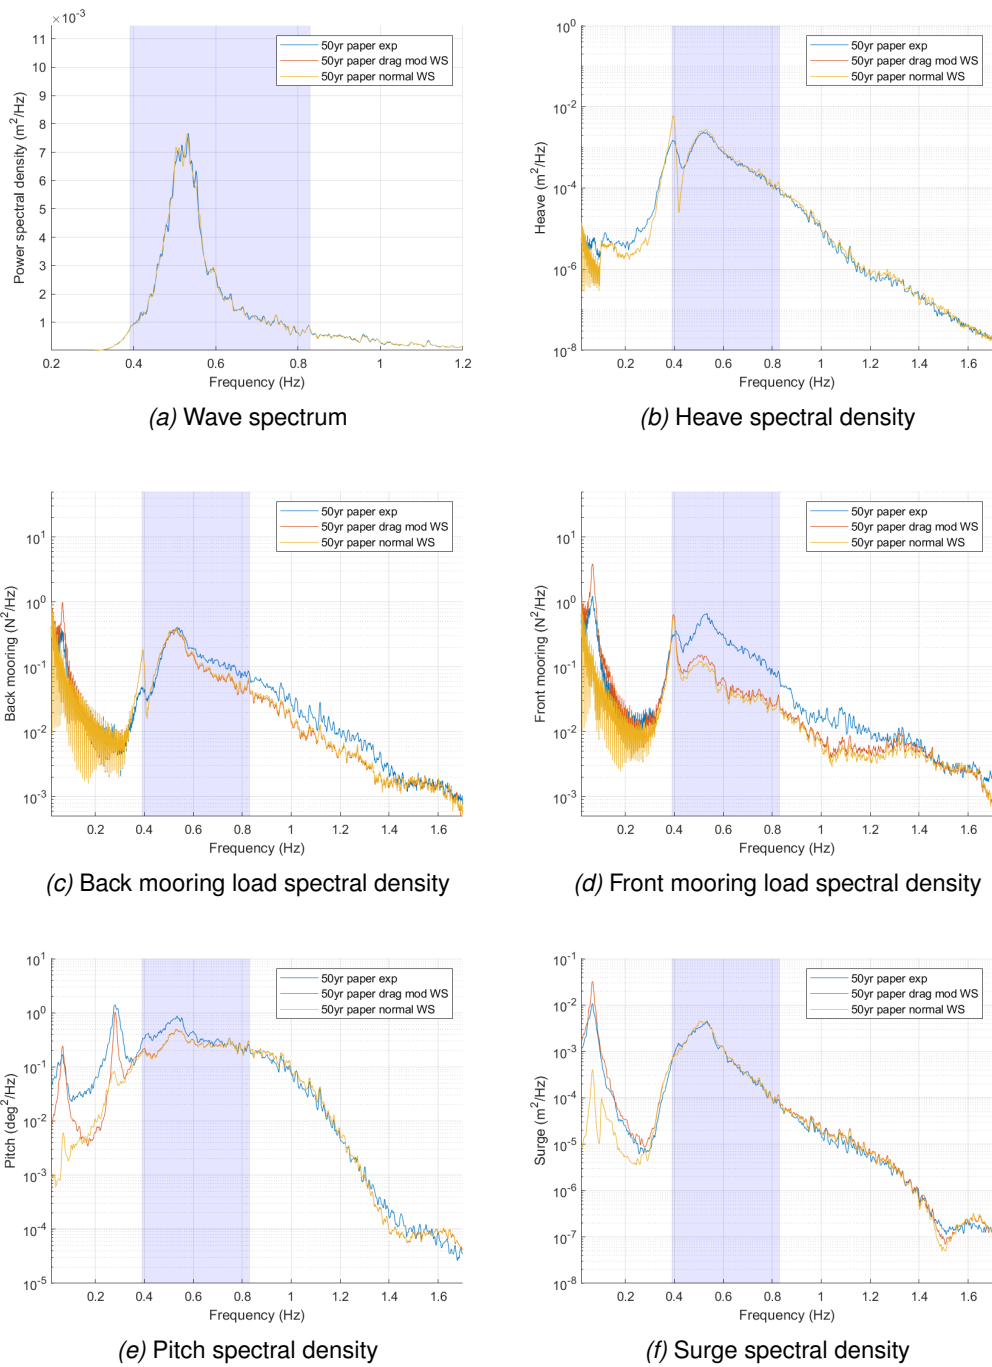 ×10⁻³
11
10
9
8
7
6
5
4
3
2
1
0.2 0.4 0.6 0.8 1 1.2
Frequency (Hz)
Power spectral density (m²/Hz)
50yr paper exp
50yr paper drag mod WS
50yr paper normal WS
(a) Wave spectrum
10⁰
10⁻²
10⁻⁴
10⁻⁶
10⁻⁸
0.2 0.4 0.6 0.8 1 1.2 1.4 1.6
Frequency (Hz)
Heave (m²/Hz)
50yr paper exp
50yr paper drag mod WS
50yr paper normal WS
(b) Heave spectral density
10¹
10⁰
10⁻¹
10⁻²
10⁻³
0.2 0.4 0.6 0.8 1 1.2 1.4 1.6
Frequency (Hz)
Back mooring (N²/Hz)
50yr paper exp
50yr paper drag mod WS
50yr paper normal WS
(c) Back mooring load spectral density
10¹
10⁰
10⁻¹
10⁻²
10⁻³
0.2 0.4 0.6 0.8 1 1.2 1.4 1.6
Frequency (Hz)
Front mooring (N²/Hz)
50yr paper exp
50yr paper drag mod WS
50yr paper normal WS
(d) Front mooring load spectral density
10¹
10⁰
10⁻¹
10⁻²
10⁻³
10⁻⁴
10⁻⁵
0.2 0.4 0.6 0.8 1 1.2 1.4 1.6
Frequency (Hz)
Pitch (deg²/Hz)
50yr paper exp
50yr paper drag mod WS
50yr paper normal WS
(e) Pitch spectral density
10⁻¹
10⁻²
10⁻³
10⁻⁴
10⁻⁵
10⁻⁶
10⁻⁷
10⁻⁸
0.2 0.4 0.6 0.8 1 1.2 1.4 1.6
Frequency (Hz)
Surge (m²/Hz)
50yr paper exp
50yr paper drag mod WS
50yr paper normal WS
(f) Surge spectral density